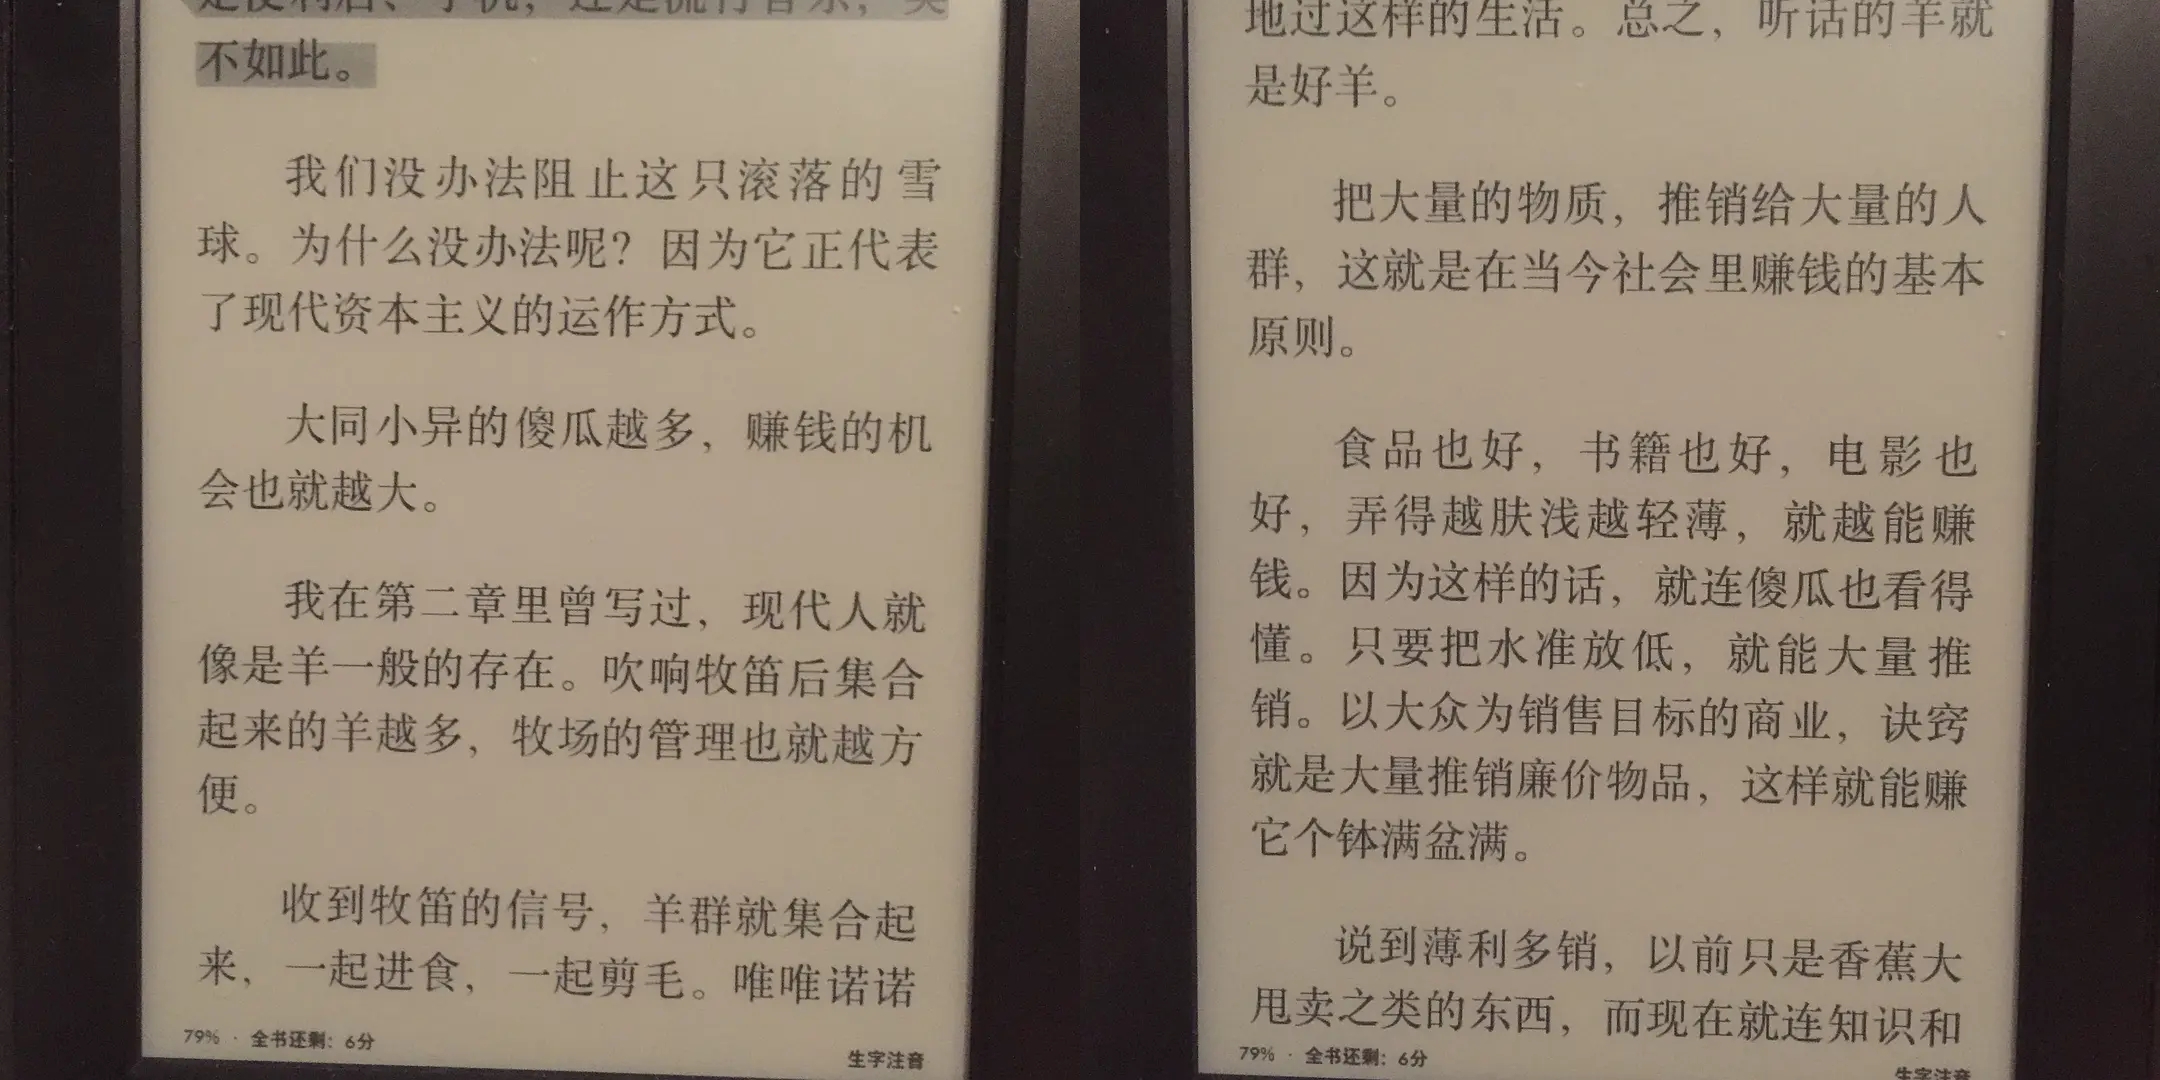 是便利店、手机，还是流行音乐，莫
不如此。
我们没办法阻止这只滚落的雪
球。为什么没办法呢？因为它正代表
了现代资本主义的运作方式。
大同小异的傻瓜越多，赚钱的机
会也就越大。
我在第二章里曾写过，现代人就
像是羊一般的存在。吹响牧笛后集合
起来的羊越多，牧场的管理也就越方
便。
收到牧笛的信号，羊群就集合起
来，一起进食，一起剪毛。唯唯诺诺
79% · 全书还剩：6分
生字注音
地过这样的生活。总之，听话的羊就
是好羊。
把大量的物质，推销给大量的人
群，这就是在当今社会里赚钱的基本
原则。
食品也好，书籍也好，电影也
好，弄得越肤浅越轻薄，就越能赚
钱。因为这样的话，就连傻瓜也看得
懂。只要把水准放低，就能大量推
销。以大众为销售目标的商业，诀窍
就是大量推销廉价物品，这样就能赚
它个钵满盆满。
说到薄利多销，以前只是香蕉大
甩卖之类的东西，而现在就连知识和
79% · 全书还剩：6分
生字注音